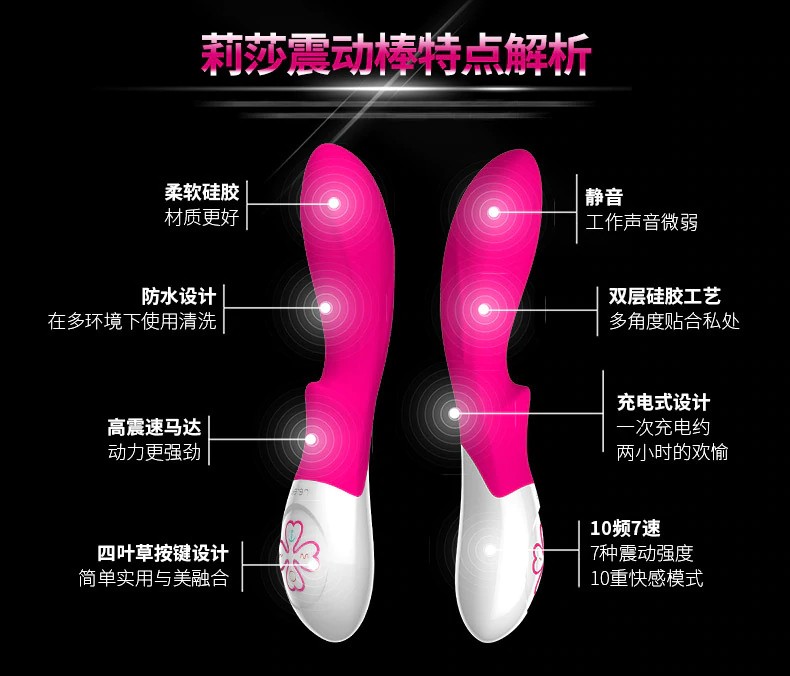 莉莎震动棒特点解析
柔软硅胶
材质更好
防水设计
在多环境下使用清洗
高震速马达
动力更强劲
四叶草按键设计
简单实用与美融合
静音
工作声音微弱
双层硅胶工艺
多角度贴合私处
充电式设计
一次充电约
两小时的欢愉
10频7速
7种震动强度
10重快感模式